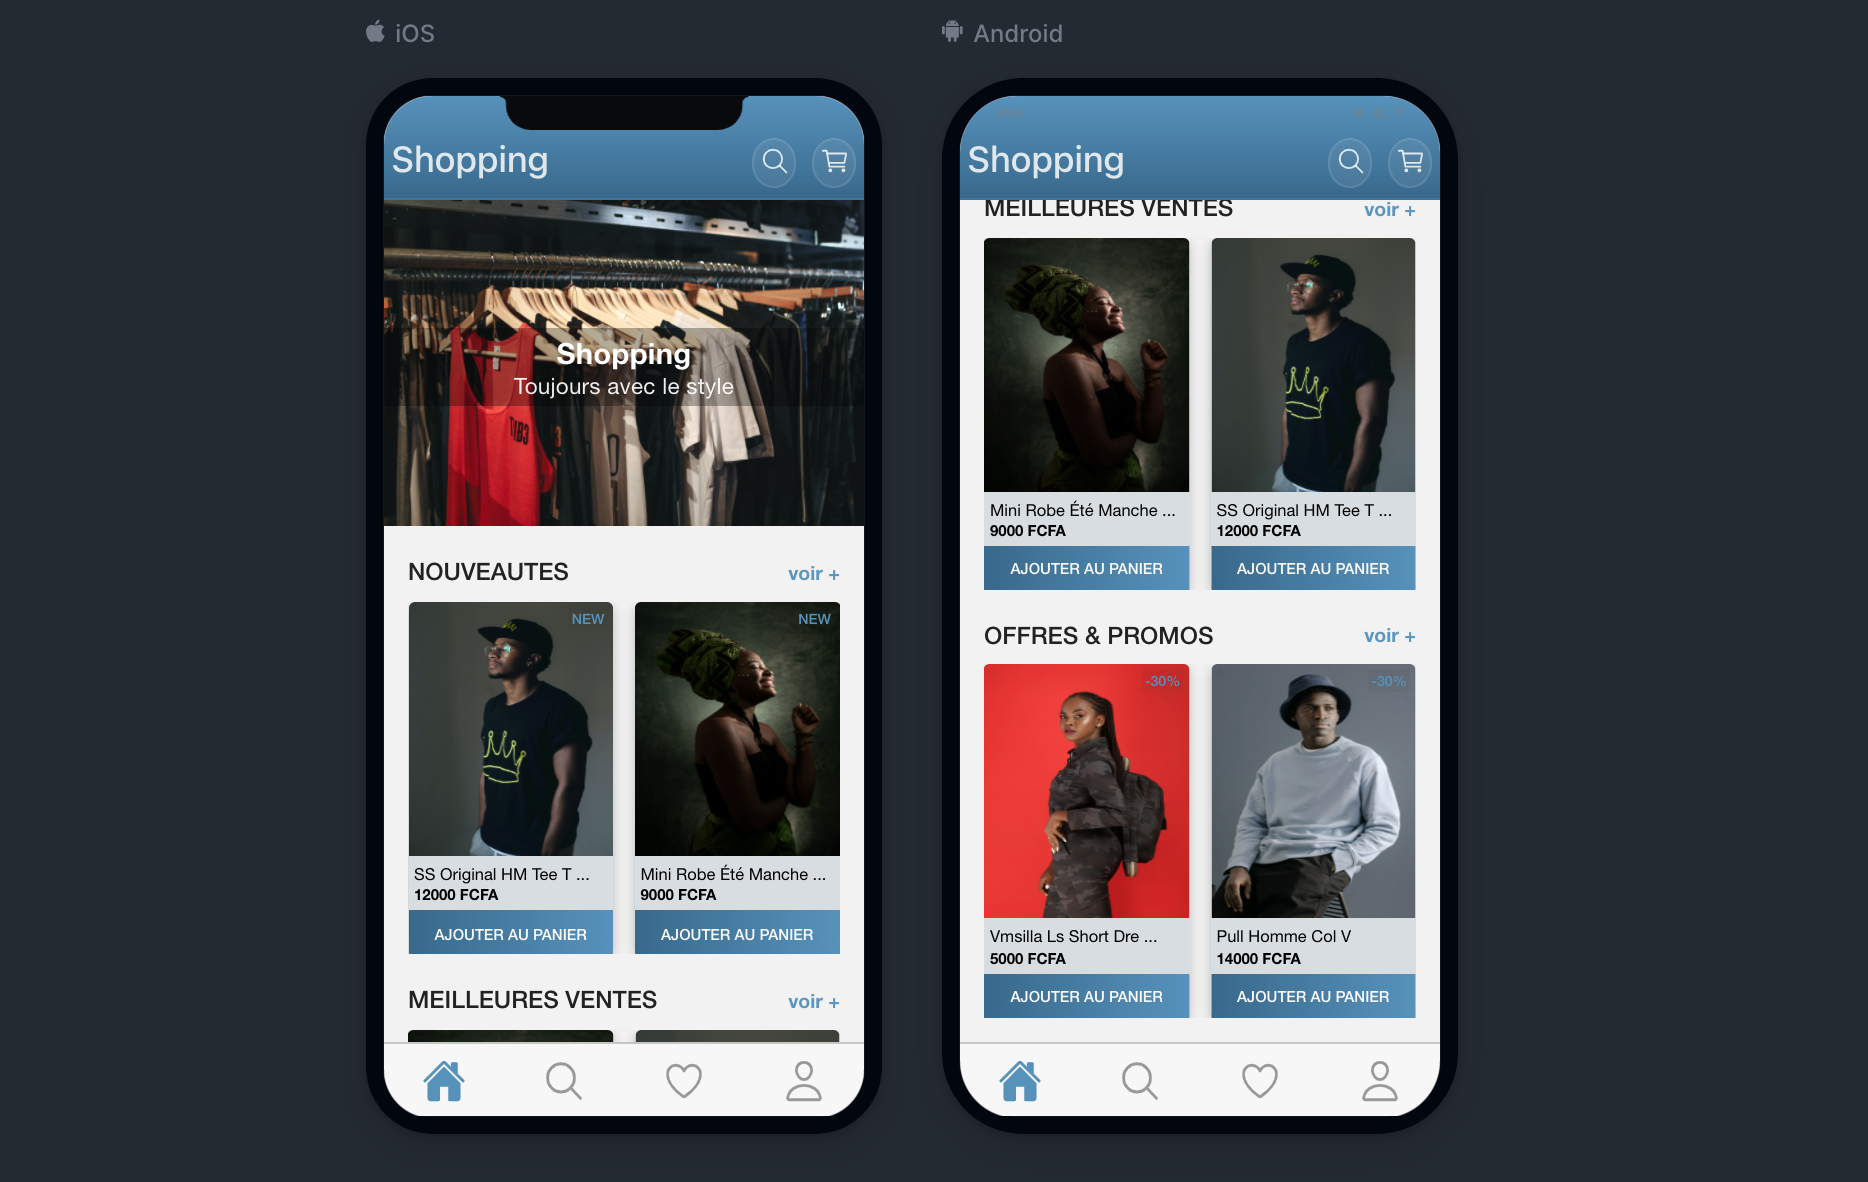 iOS
Android
Shopping
Shopping
Toujours avec le style
NOUVEAUTES
voir +
NEW
NEW
SS Original HM Tee T ...
12000 FCFA
Mini Robe Été Manche ...
9000 FCFA
AJOUTER AU PANIER
AJOUTER AU PANIER
MEILLEURES VENTES
voir +
Shopping
MEILLEURES VENTES
voir +
Mini Robe Été Manche ...
9000 FCFA
SS Original HM Tee T ...
12000 FCFA
AJOUTER AU PANIER
AJOUTER AU PANIER
OFFRES & PROMOS
voir +
-30%
-30%
Vmsilla Ls Short Dre ...
5000 FCFA
Pull Homme Col V
14000 FCFA
AJOUTER AU PANIER
AJOUTER AU PANIER